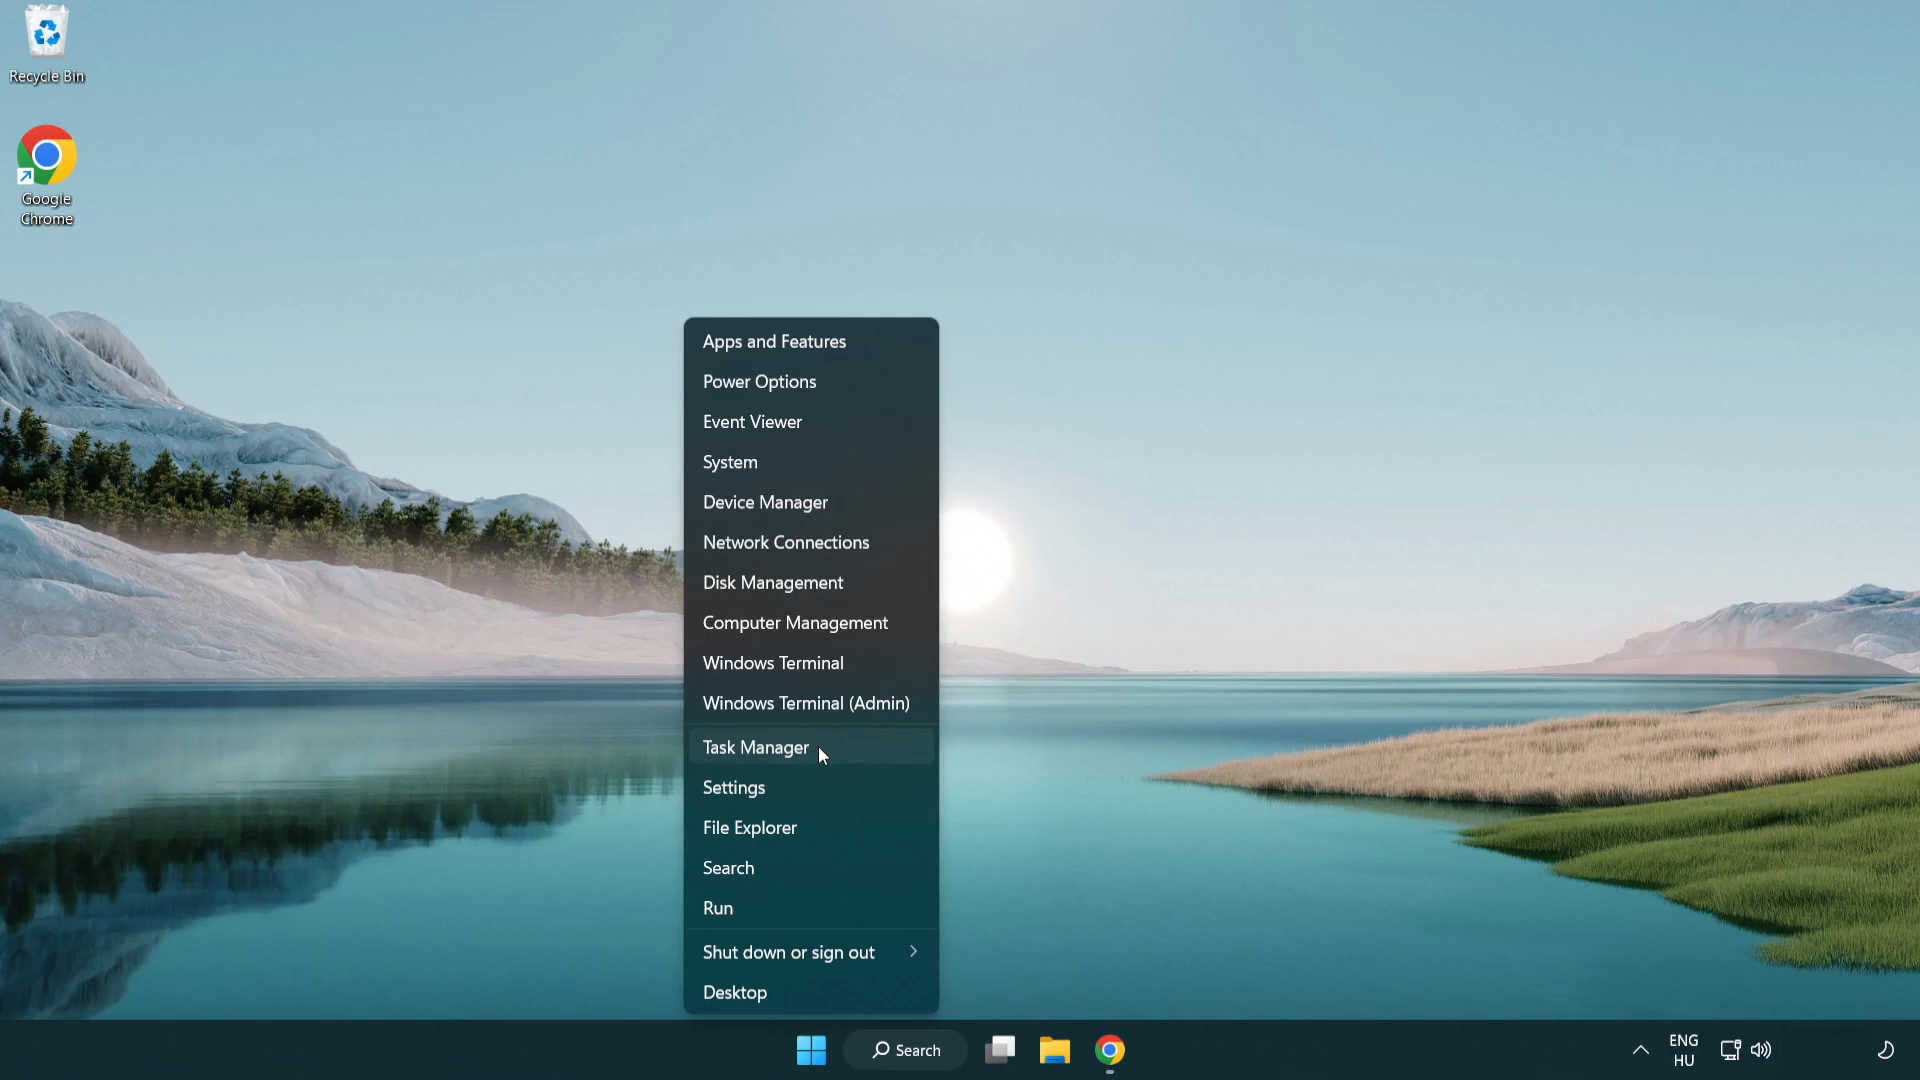 Recycle Bin
Google
Chrome
Apps and Features
Power Options
Event Viewer
System
Device Manager
Network Connections
Disk Management
Computer Management
Windows Terminal
Windows Terminal (Admin)
Task Manager
Settings
File Explorer
Search
Run
Shut down or sign out
Desktop
Search
ENG
HU